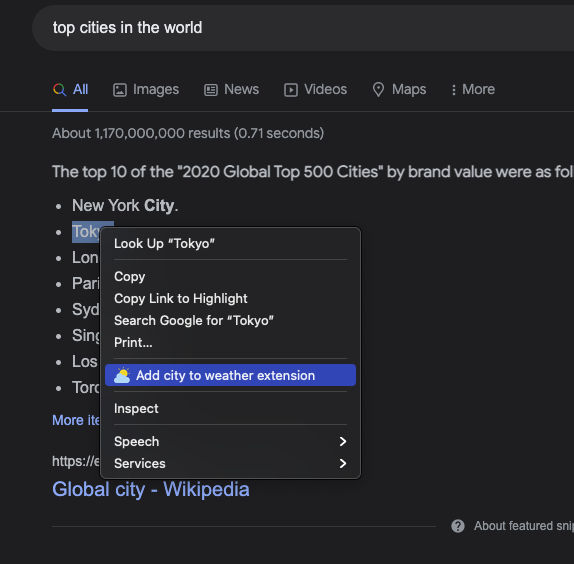 top cities in the world
All Images News Videos Maps More
About 1,170,000,000 results (0.71 seconds)
The top 10 of the "2020 Global Top 500 Cities" by brand value were as fol
New York City.
Tok
Look Up “Tokyo”
Lon
Copy
Pari
Copy Link to Highlight
Syd
Search Google for “Tokyo”
Sing
Print...
Los
Add city to weather extension
Toro
Inspect
More ite
Speech
https://e
Services
Global city - Wikipedia
About featured snip